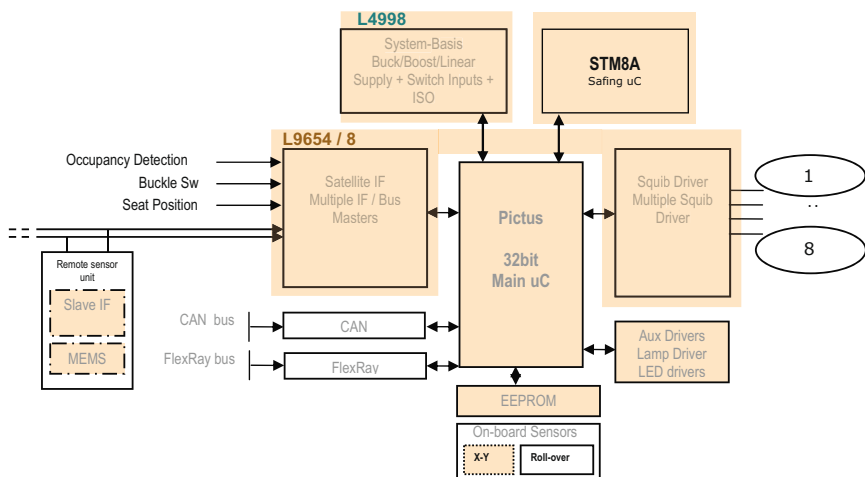 L4998
System-Basis
Buck/Boost/Linear
Supply + Switch Inputs +
ISO
STM8A
Safing uC
L9654 / 8
Occupancy Detection
Buckle Sw
Seat Position
Satellite IF
Multiple IF / Bus
Masters
Pictus
32bit
Main uC
Squib Driver
Multiple Squib
Driver
1
..
8
Remote sensor
unit
Slave IF
MEMS
CAN bus
CAN
FlexRay bus
FlexRay
Aux Drivers
Lamp Driver
LED drivers
EEPROM
On-board Sensors
X-Y
Roll-over